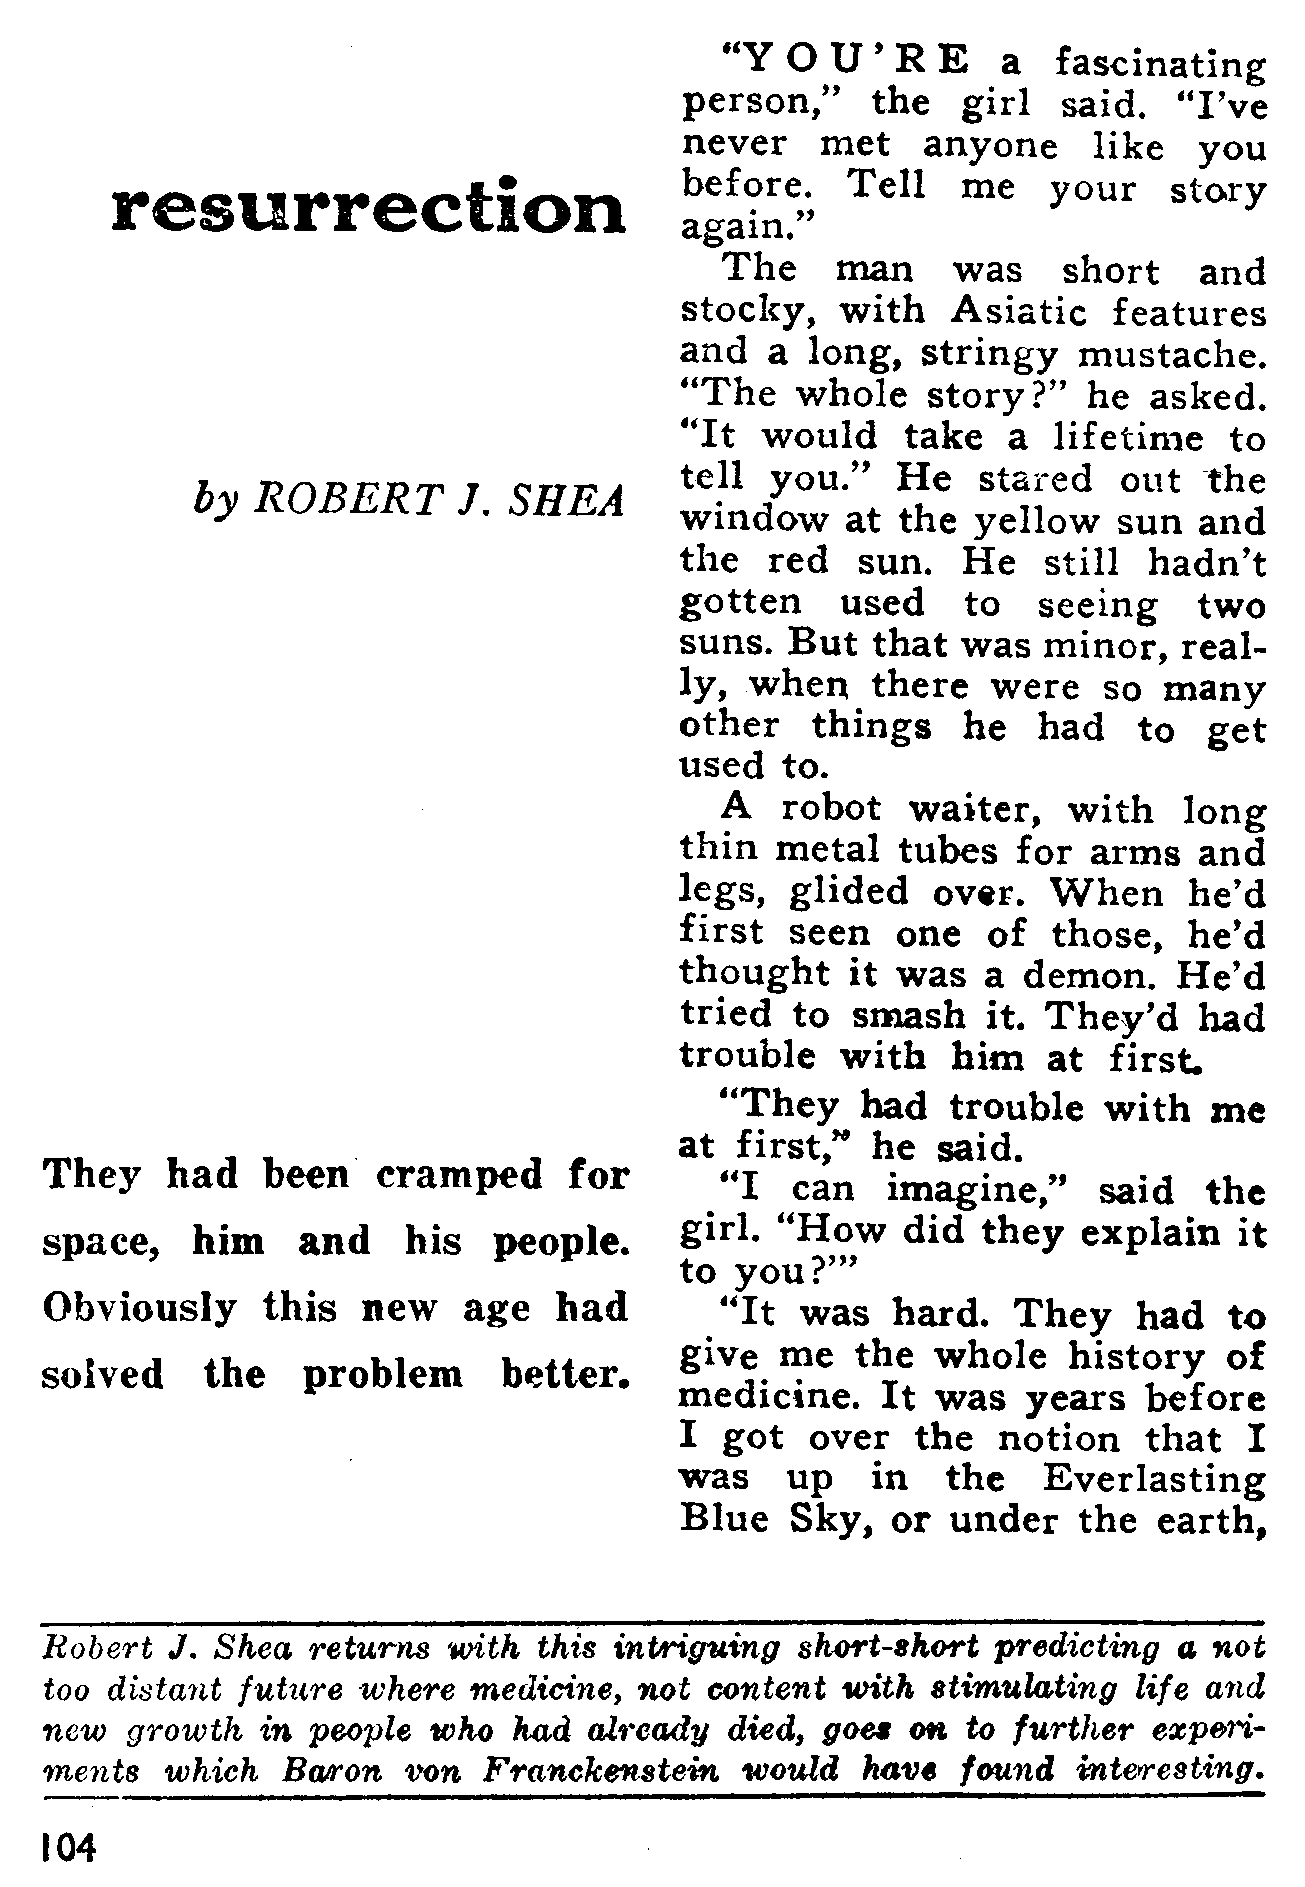 resurrection
by ROBERT J. SHEA
They had been cramped for
space, him and his people.
Obviously this new age had
solved the problem better.
"YOU'RE a fascinating
person," the girl said. "I've
never met anyone like you
before. Tell me your story
again."
The man was short and
stocky, with Asiatic features
and a long, stringy mustache.
"The whole story?" he asked.
"It would take a lifetime to
tell you." He stared out the
window at the yellow sun and
the red sun. He still hadn't
gotten used to seeing two
suns. But that was minor, real-
ly, when there were so many
other things he had to get
used to.
A robot waiter, with long
thin metal tubes for arms and
legs, glided over. When he'd
first seen one of those, he'd
thought it was a demon. He'd
tried to smash it. They'd had
trouble with him at first.
"They had trouble with me
at first," he said.
"I can imagine," said the
girl. "How did they explain it
to you?'"
"It was hard. They had to
give me the whole history of
medicine. It was years before
I got over the notion that I
was up in the Everlasting
Blue Sky, or under the earth,
Robert J. Shea returns with this intriguing short-short predicting a not
too distant future where medicine, not content with stimulating life and
new growth in people who had already died, goes on to further experi-
ments which Baron von Franckenstein would have found interesting.
104